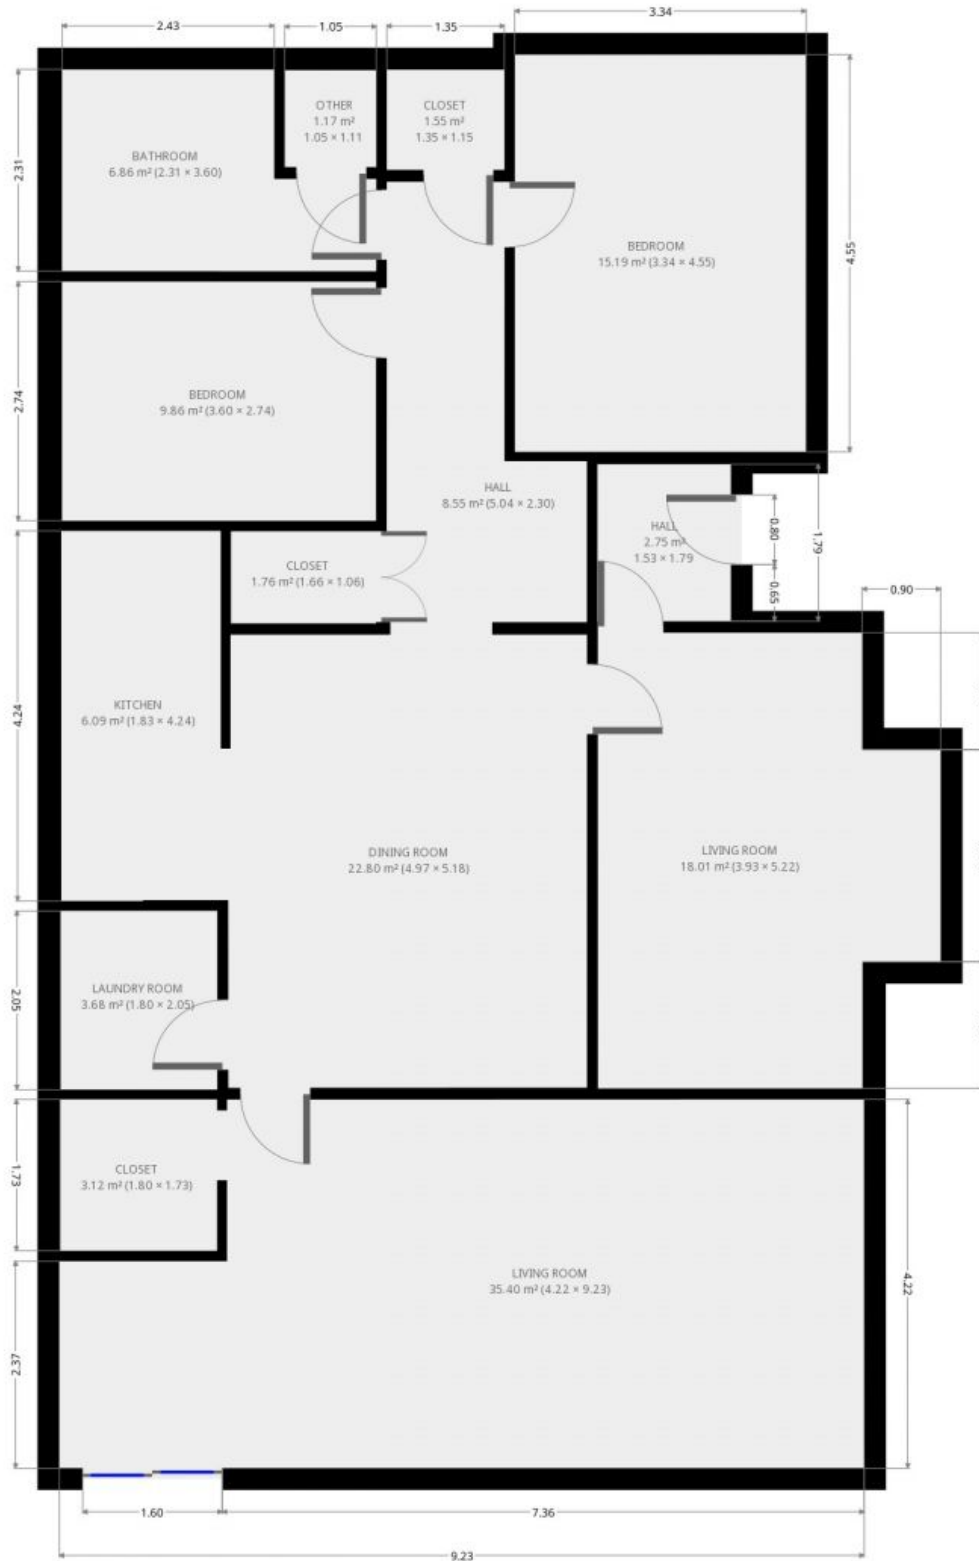 3.34
2.43
1.05
1.35
OTHER
1.17 m²
1.05 × 1.11
CLOSET
1.55 m²
1.35 × 1.15
BATHROOM
6.86 m² (2.31 × 3.60)
2.31
BEDROOM
15.19 m² (3.34 × 4.55)
4.55
BEDROOM
9.86 m² (3.60 × 2.74)
2.74
HALL
8.55 m² (5.04 × 2.30)
HALL
2.75 m²
1.53 × 1.79
0.80
1.79
0.65
0.90
CLOSET
1.76 m² (1.66 × 1.06)
KITCHEN
6.09 m² (1.83 × 4.24)
4.24
DINING ROOM
22.80 m² (4.97 × 5.18)
LIVING ROOM
18.01 m² (3.93 × 5.22)
LAUNDRY ROOM
3.68 m² (1.80 × 2.05)
2.05
CLOSET
3.12 m² (1.80 × 1.73)
1.73
LIVING ROOM
35.40 m² (4.22 × 9.23)
4.22
2.37
1.60
7.36
9.23